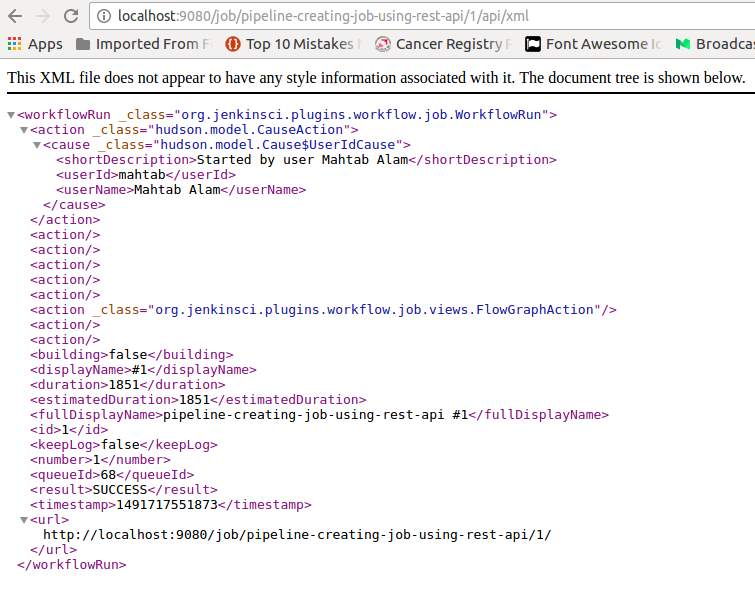 localhost:9080/job/pipeline-creating-job-using-rest-api/1/api/xml
Apps Imported From F Top 10 Mistakes Cancer Registry Font Awesome Ic Broadcas
This XML file does not appear to have any style information associated with it. The document tree is shown below.
<workflowRun _class="org.jenkinsci.plugins.workflow.job.WorkflowRun">
<action _class="hudson.model.CauseAction">
<cause _class="hudson.model.Cause$UserIdCause">
<shortDescription>Started by user Mahtab Alam</shortDescription>
<userId>mahtab</userId>
<userName>Mahtab Alam</userName>
</cause>
</action>
<action/>
<action/>
<action/>
<action/>
<action/>
<action _class="org.jenkinsci.plugins.workflow.job.views.FlowGraphAction"/>
<action/>
<action/>
<building>false</building>
<displayName>#1</displayName>
<duration>1851</duration>
<estimatedDuration>1851</estimatedDuration>
<fullDisplayName>pipeline-creating-job-using-rest-api #1</fullDisplayName>
<id>1</id>
<keepLog>false</keepLog>
<number>1</number>
<queueId>68</queueId>
<result>SUCCESS</result>
<timestamp>1491717551873</timestamp>
<url>
http://localhost:9080/job/pipeline-creating-job-using-rest-api/1/
</url>
</workflowRun>